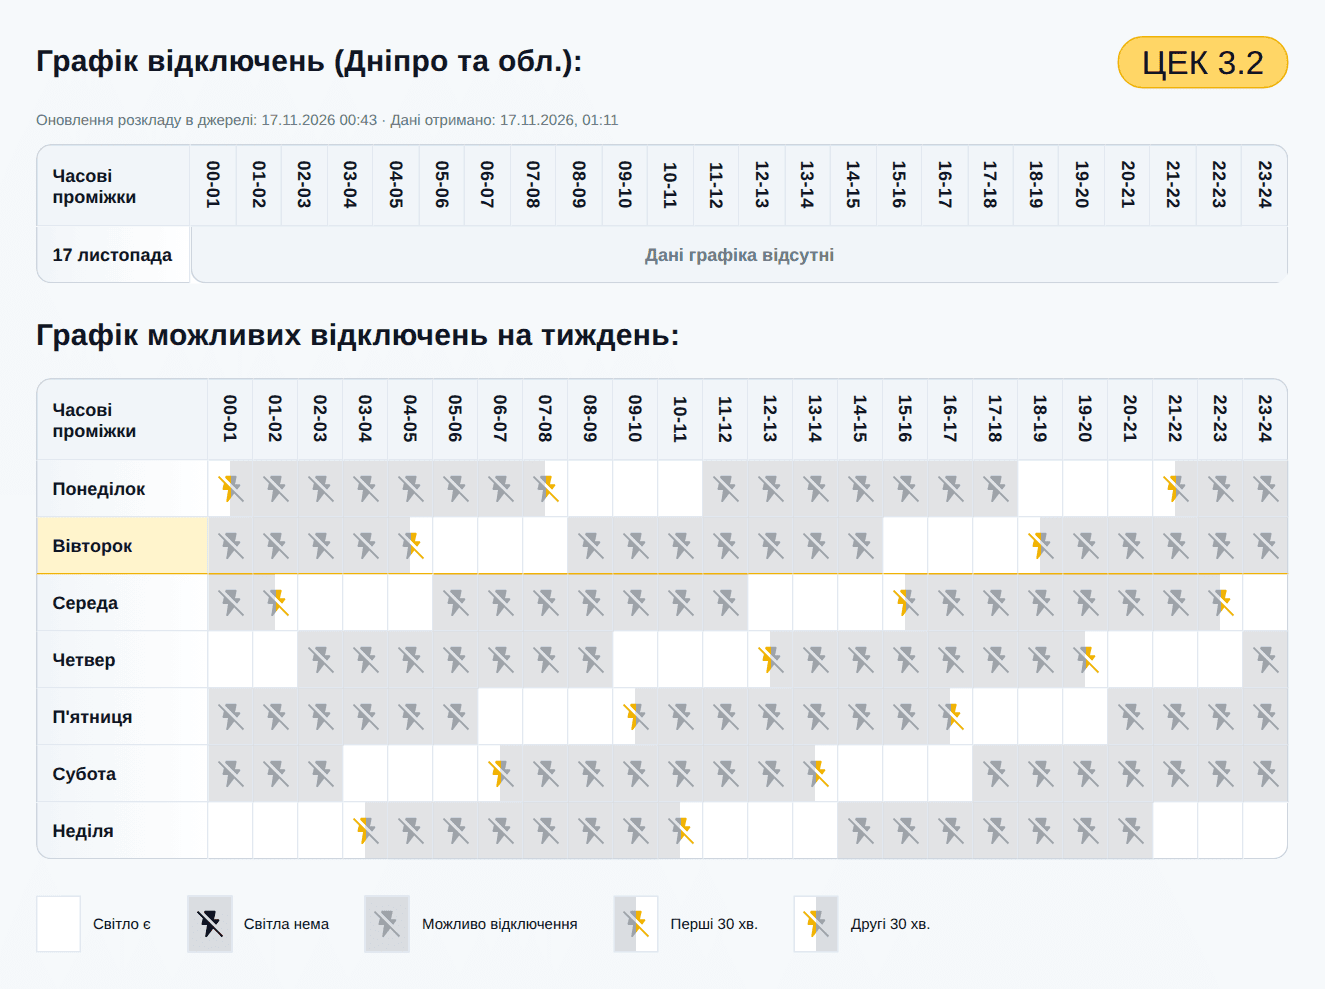 Графік відключень (Дніпро та обл.):
ЦЕК 3.2
Оновлення розкладу в джерелі: 17.11.2026 00:43 · Дані отримано: 17.11.2026, 01:11
Часові проміжки 00-01 01-02 02-03 03-04 04-05 05-06 06-07 07-08 08-09 09-10 10-11 11-12 12-13 13-14 14-15 15-16 16-17 17-18 18-19 19-20 20-21 21-22 22-23 23-24
17 листопада Дані графіка відсутні
Графік можливих відключень на тиждень:
Часові проміжки 00-01 01-02 02-03 03-04 04-05 05-06 06-07 07-08 08-09 09-10 10-11 11-12 12-13 13-14 14-15 15-16 16-17 17-18 18-19 19-20 20-21 21-22 22-23 23-24
Понеділок
Вівторок
Середа
Четвер
П'ятниця
Субота
Неділя
Світло є Світла нема Можливо відключення Перші 30 хв. Другі 30 хв.